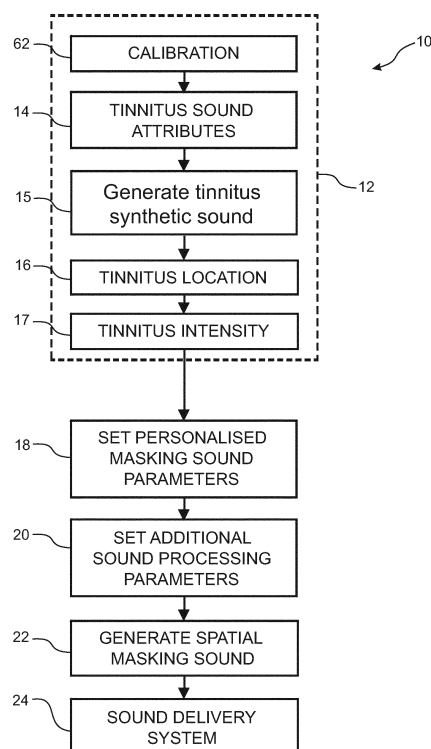 62
CALIBRATION
10
14
TINNITUS SOUND
ATTRIBUTES
15
Generate tinnitus
synthetic sound
12
16
TINNITUS LOCATION
17
TINNITUS INTENSITY
18
SET PERSONALISED
MASKING SOUND
PARAMETERS
20
SET ADDITIONAL
SOUND PROCESSING
PARAMETERS
22
GENERATE SPATIAL
MASKING SOUND
24
SOUND DELIVERY
SYSTEM